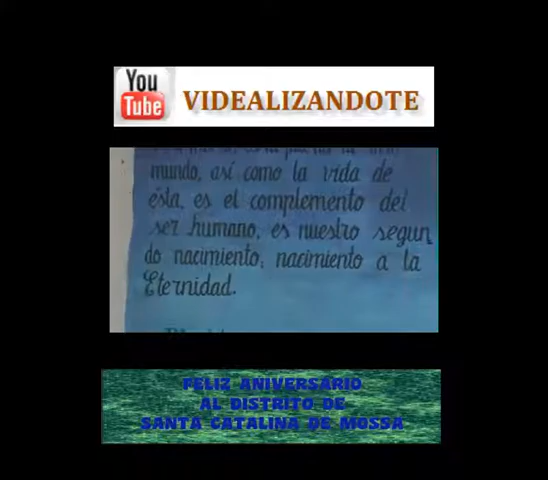 You
Tube
VIDEALIZANDOTE
mundo, así como la vida de
ésta, es el complemento del
ser humano, es nuestro segun
do nacimiento; nacimiento a la
Eternidad.
FELIZ ANIVERSARIO
AL DISTRITO DE
SANTA CATALINA DE MOSSA